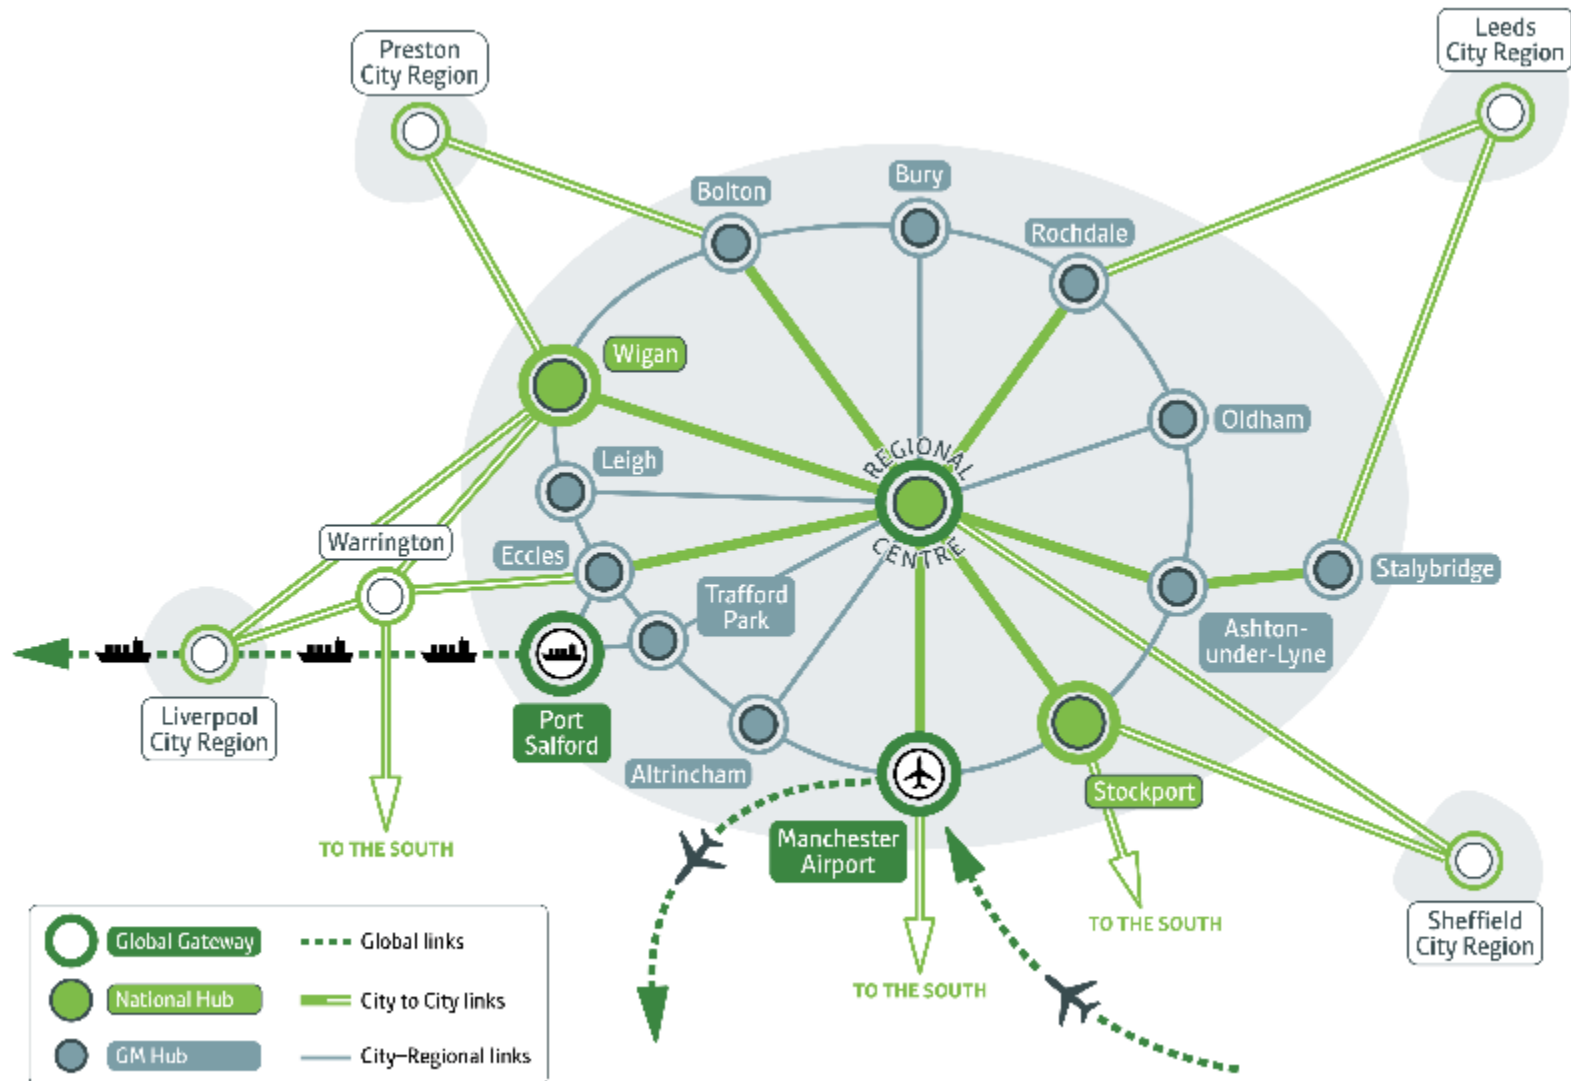 Preston
City Region
Leeds
City Region
Bolton
Bury
Rochdale
Wigan
Oldham
Leigh
REGIONAL
CENTRE
Warrington
Eccles
Trafford
Park
Stalybridge
Ashton-
under-Lyne
Liverpool
City Region
Port
Salford
Altrincham
Stockport
Manchester
Airport
TO THE SOUTH
TO THE SOUTH
TO THE SOUTH
Sheffield
City Region
Global Gateway
Global links
National Hub
City to City links
GM Hub
City–Regional links